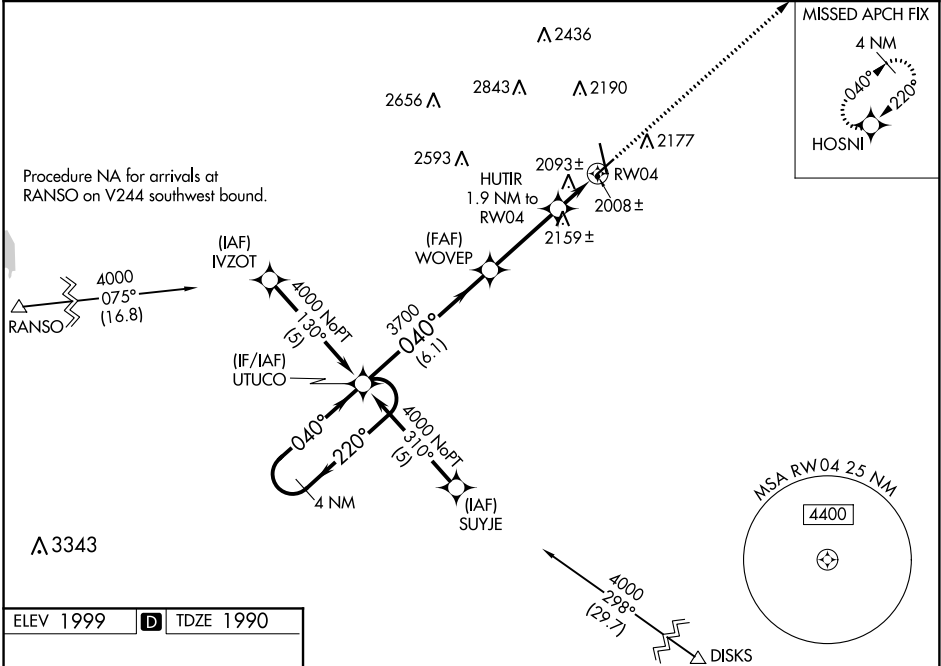 MISSED APCH FIX
4 NM
040°
220°
HOSNI
2436
2843
2190
2656
2177
2593
2093±
RW04
HUTIR
1.9 NM to
RW04
2008±
2159±
Procedure NA for arrivals at
RANSO on V244 southwest bound.
(FAF)
WOVEP
(IAF)
IVZOT
4000
075°
(16.8)
RANSO
4000 NoPT
130°
(5)
3700
040°
(6.1)
(IF/IAF)
UTUCO
040°
220°
4 NM
4000 NoPT
310°
(5)
(IAF)
SUYJE
MSA RW04 25 NM
4400
3343
4000
298°
(29.7)
DISKS
ELEV 1999 D TDZE 1990